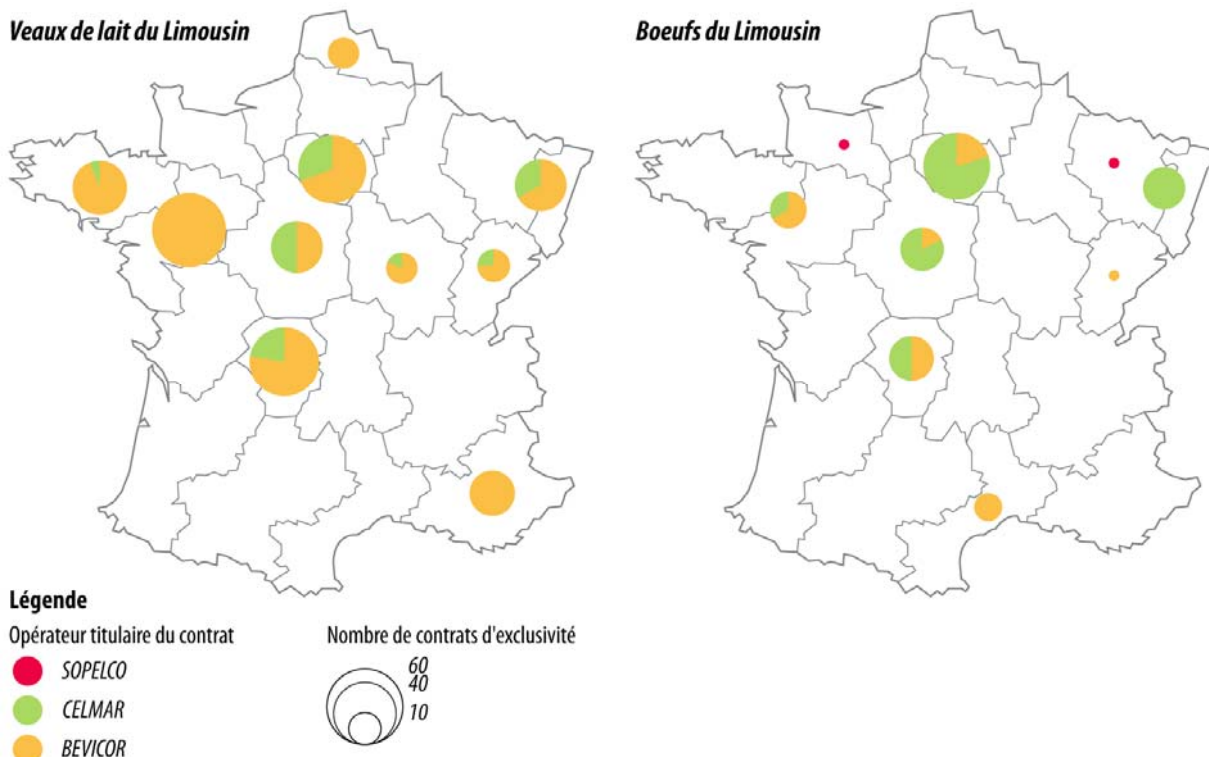 Veaux de lait du Limousin
Boeufs du Limousin
Légende
Opérateur titulaire du contrat
SOPELCO
CELMAR
BEVICOR
Nombre de contrats d'exclusivité
60
40
10